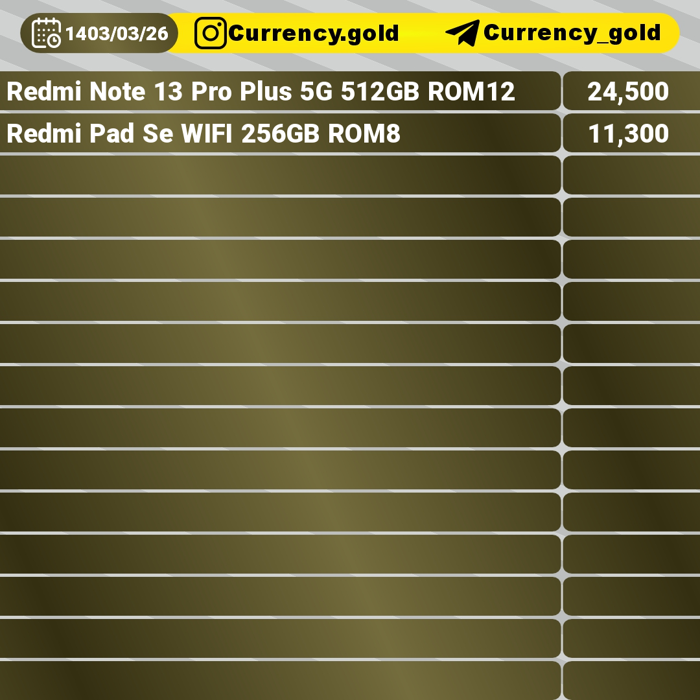 1403/03/26 Currency.gold Currency_gold
Redmi Note 13 Pro Plus 5G 512GB ROM12 24,500
Redmi Pad Se WIFI 256GB ROM8 11,300